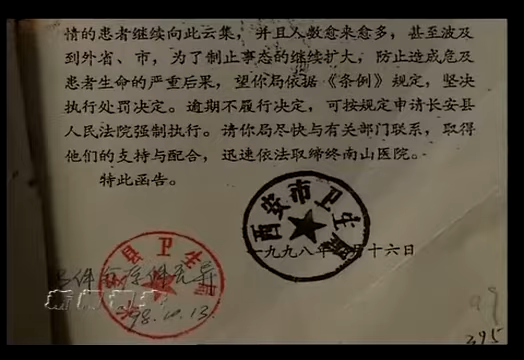 情的患者继续向此云集，并且人数愈来愈多，甚至波及
到外省、市，为了制止事态的继续扩大，防止造成危及
患者生命的严重后果，望你局依据《条例》规定，坚决
执行处罚决定。逾期不履行决定，可按规定申请长安县
人民法院强制执行。请你局尽快与有关部门联系，取得
他们的支持与配合，迅速依法取缔终南山医院。
特此函告。
西安市卫生局
一九九八年 月十六日
县卫生局
98.10.13.
395